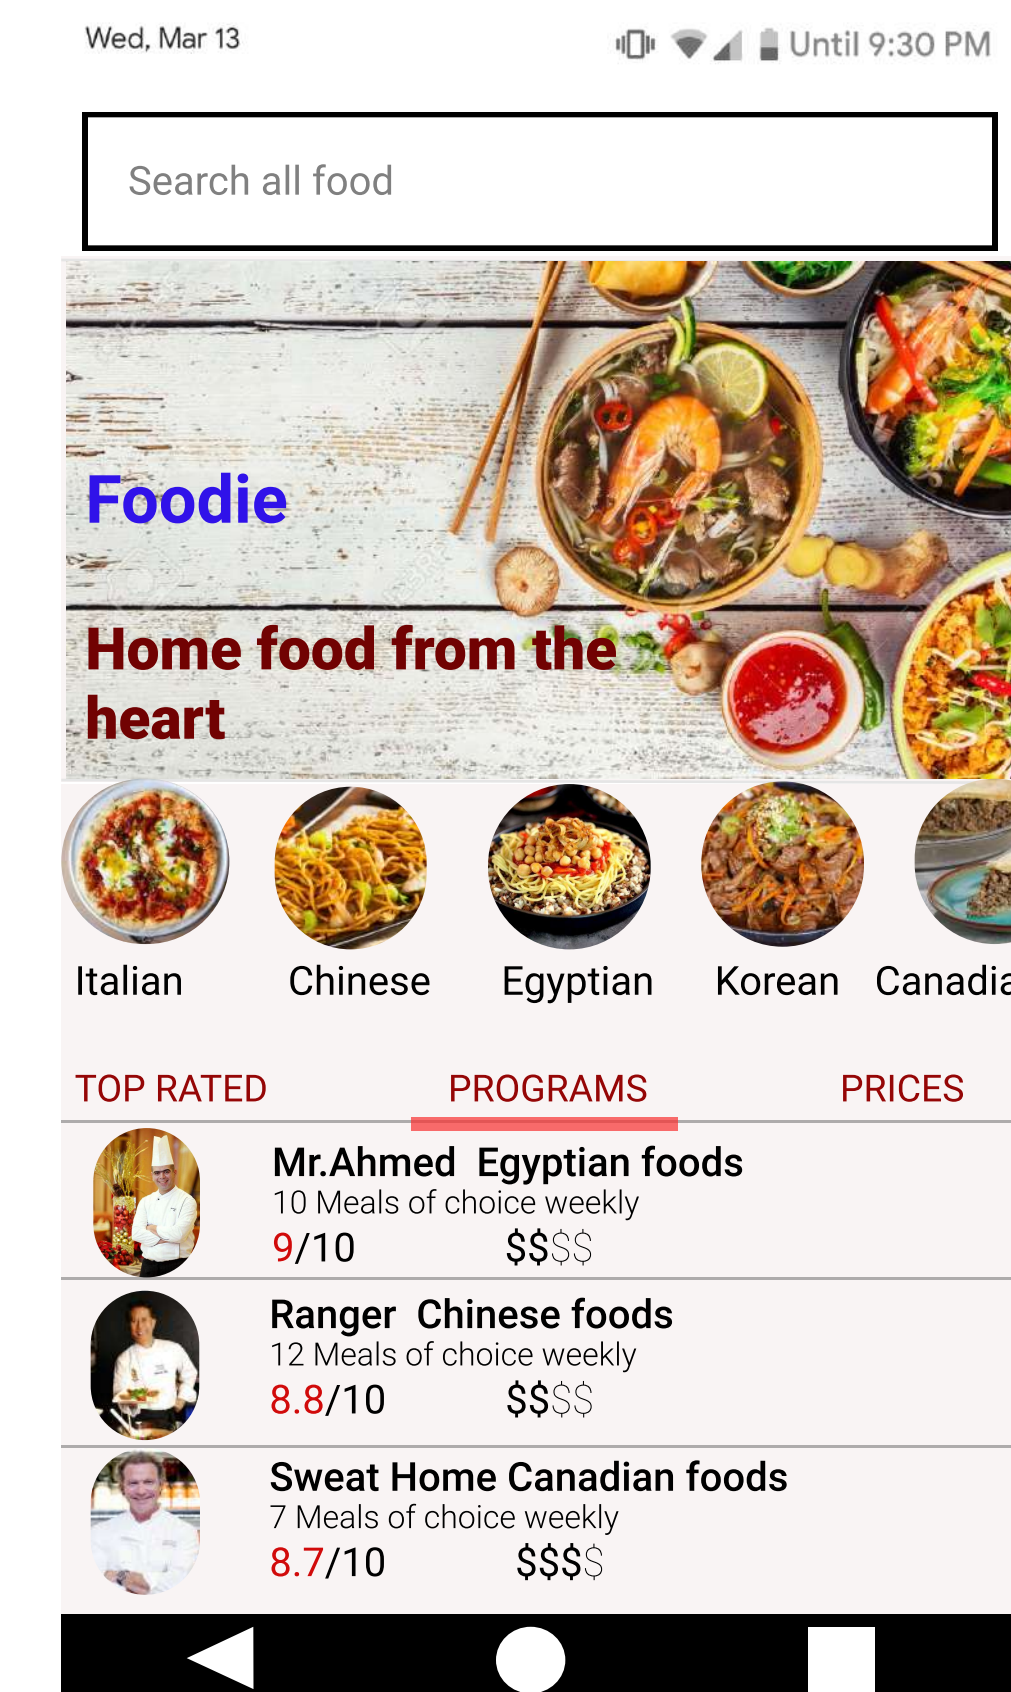 Wed, Mar 13
Until 9:30 PM
Search all food
Foodie
Home food from the
heart
Italian
Chinese
Egyptian
Korean
Canadia
TOP RATED
PROGRAMS
PRICES
Mr.Ahmed  Egyptian foods
10 Meals of choice weekly
9/10
$$$$
Ranger  Chinese foods
12 Meals of choice weekly
8.8/10
$$$$
Sweat Home Canadian foods
7 Meals of choice weekly
8.7/10
$$$$